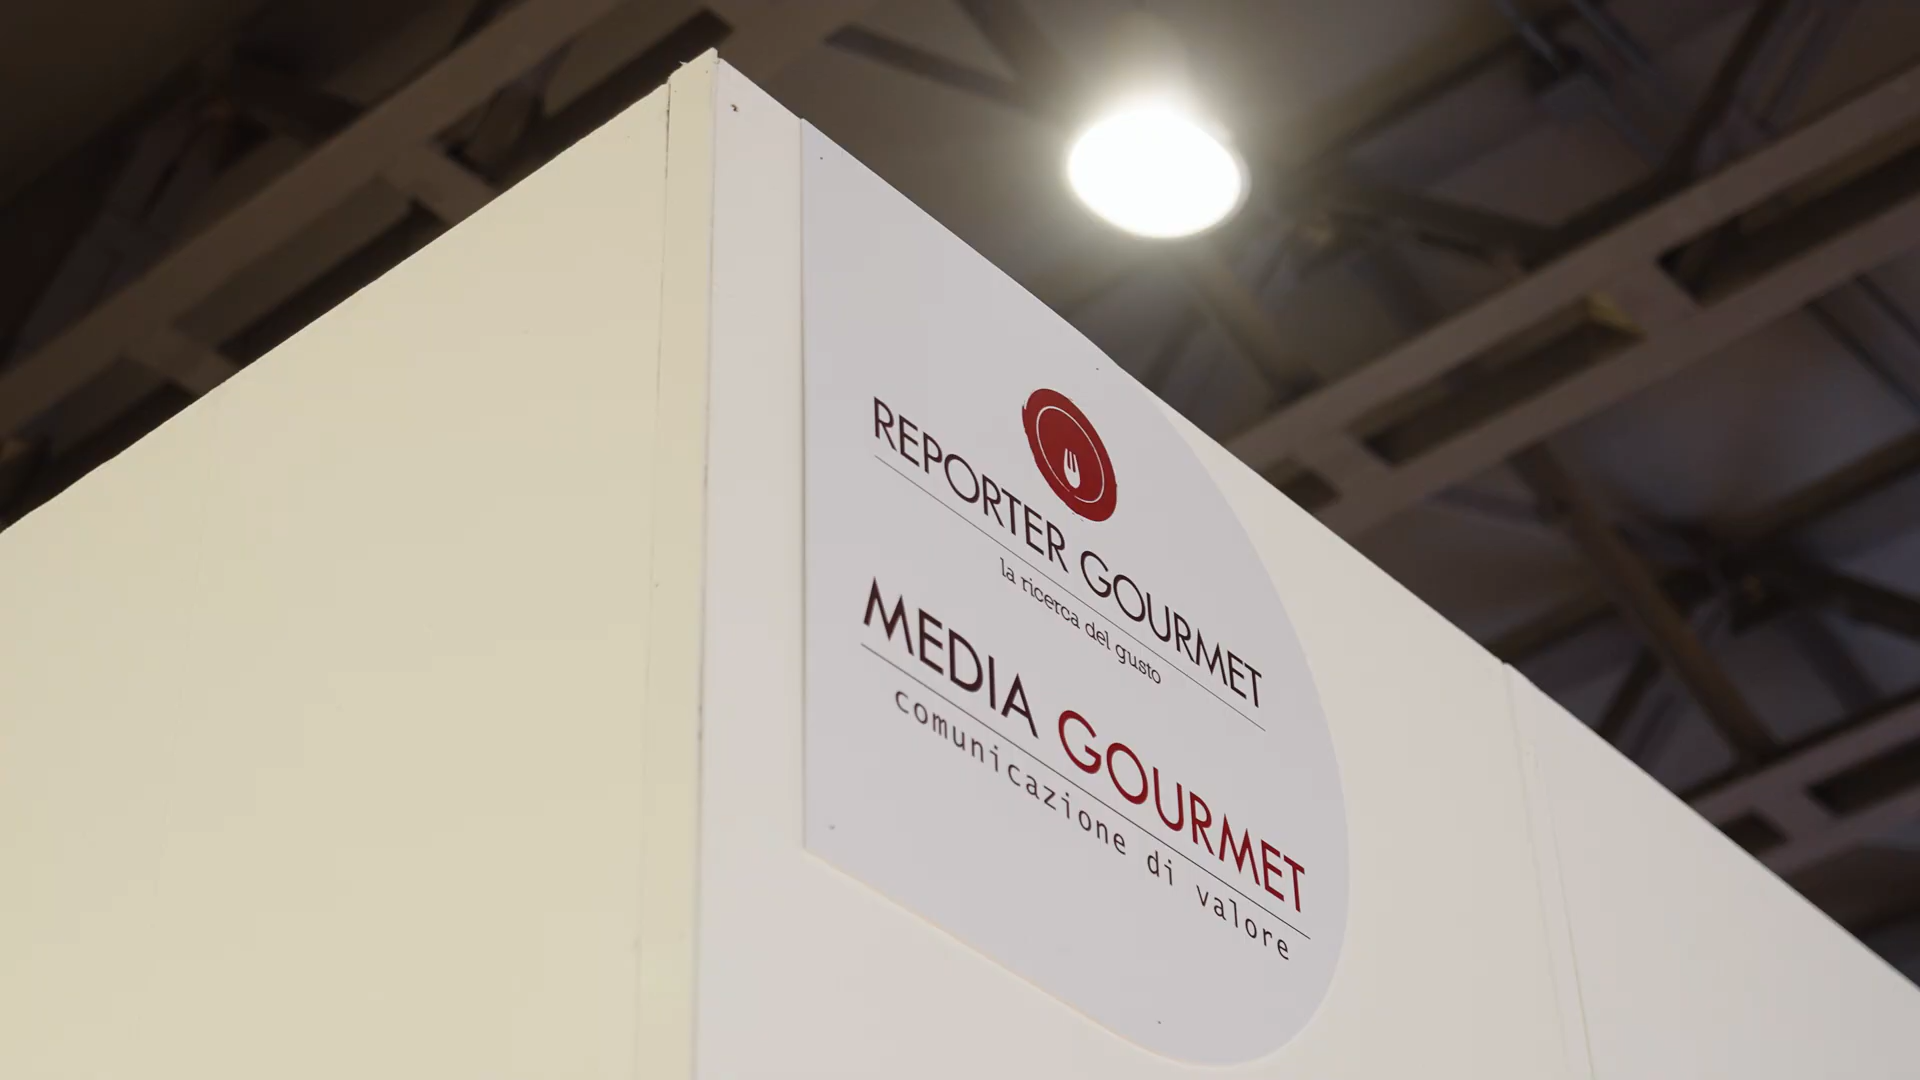 REPORTER GOURMET
la ricerca del gusto
MEDIA GOURMET
comunicazione di valore